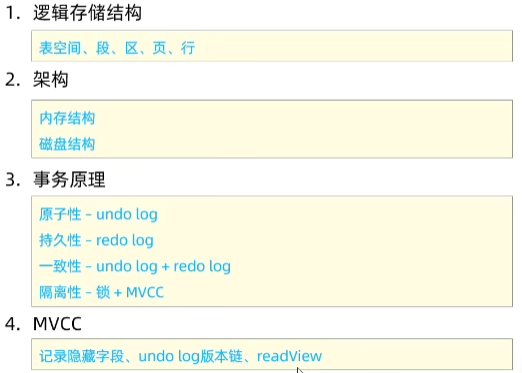 1. 逻辑存储结构
表空间、段、区、页、行
2. 架构
内存结构
磁盘结构
3. 事务原理
原子性 - undo log
持久性 - redo log
一致性 - undo log + redo log
隔离性 - 锁 + MVCC
4. MVCC
记录隐藏字段、undo log版本链、readView